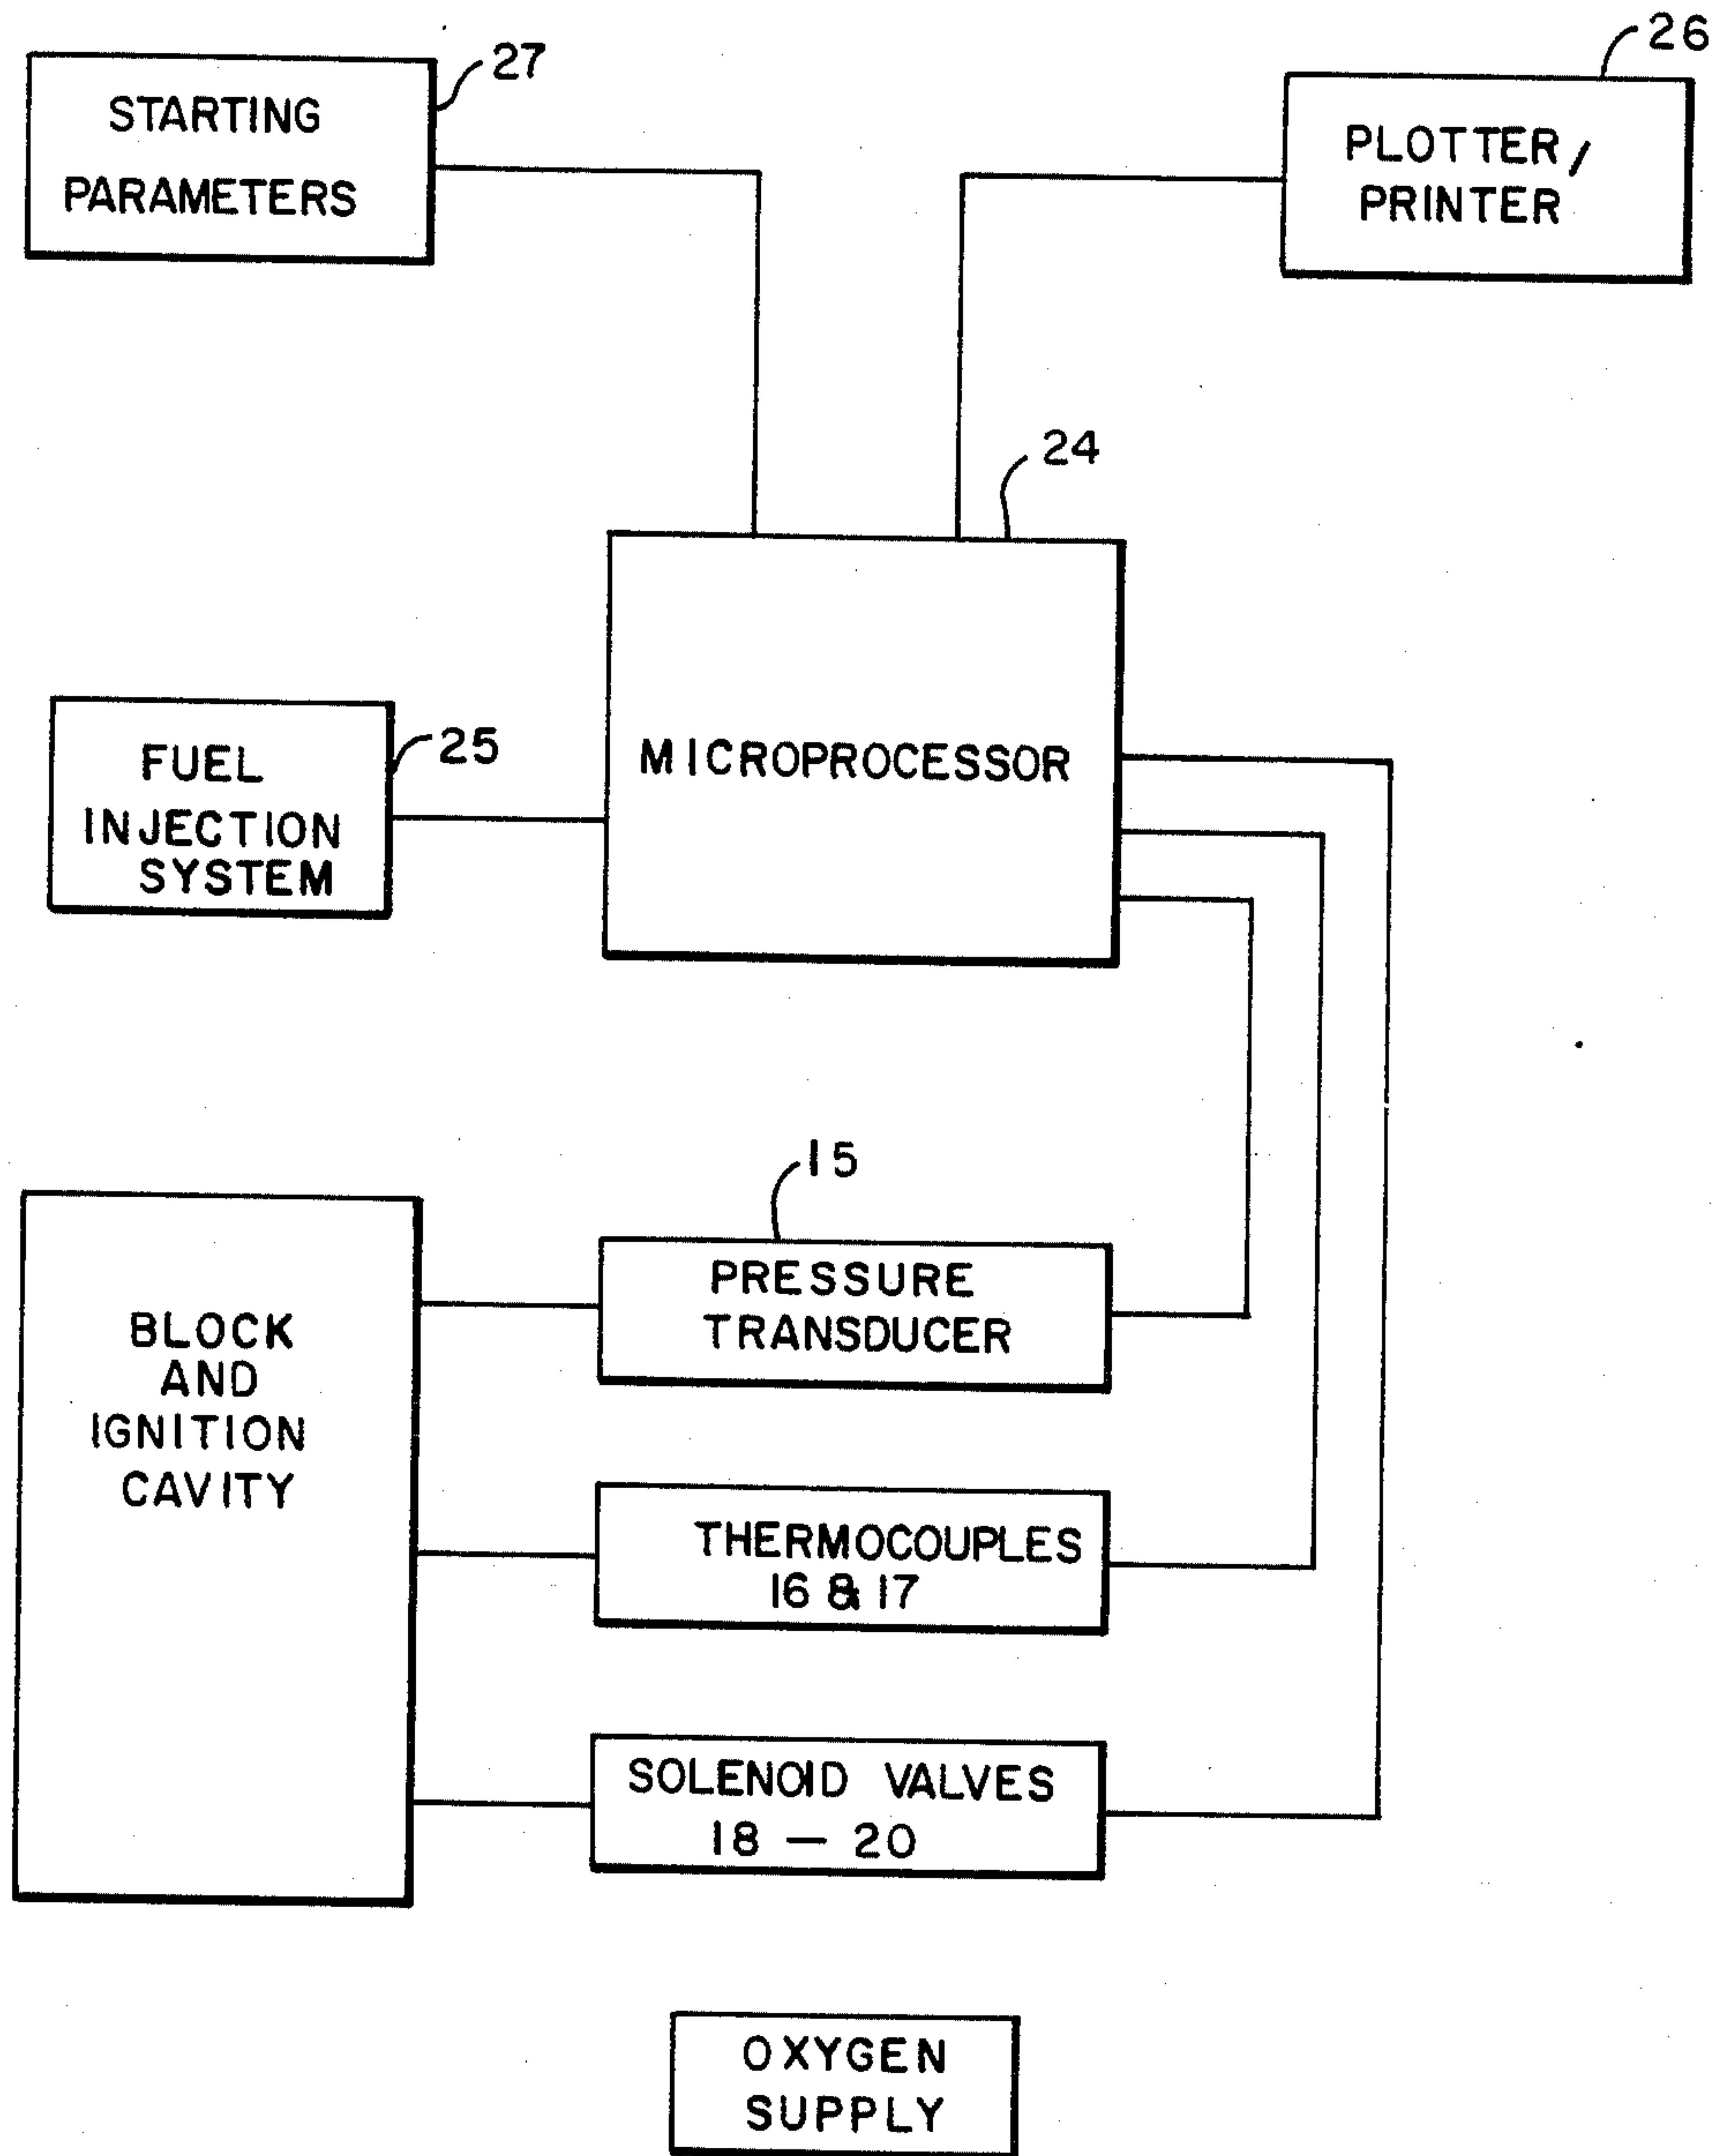 27
STARTING
PARAMETERS
26
PLOTTER/
PRINTER
24
MICROPROCESSOR
25
FUEL
INJECTION
SYSTEM
15
PRESSURE
TRANSDUCER
BLOCK
AND
IGNITION
CAVITY
THERMOCOUPLES
16 & 17
SOLENOID VALVES
18 — 20
OXYGEN
SUPPLY